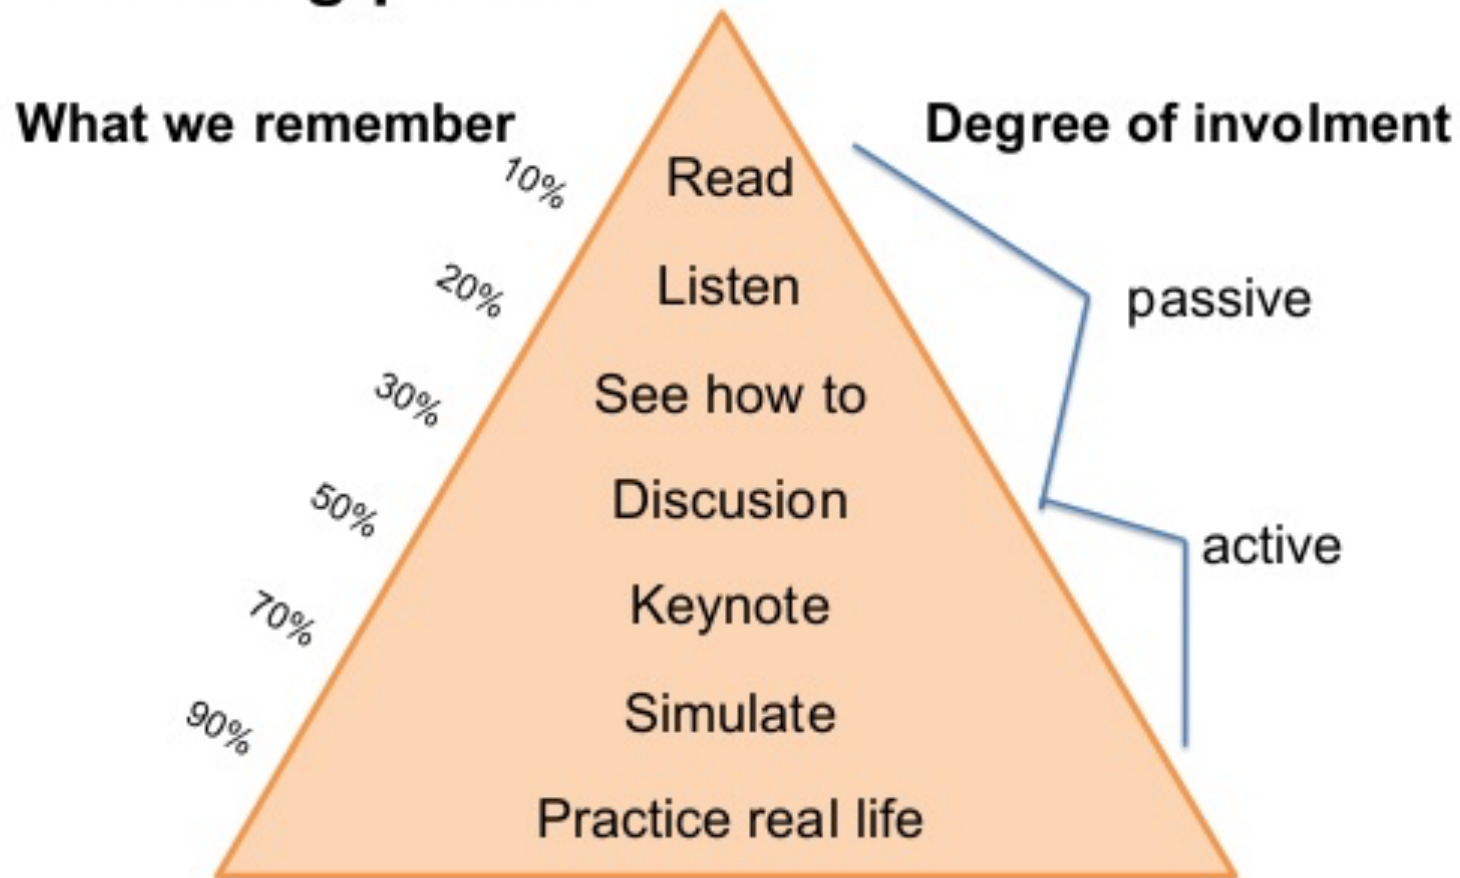 What we remember
Degree of involment
10%
Read
20%
Listen
passive
30%
See how to
50%
Discusion
active
70%
Keynote
90%
Simulate
Practice real life